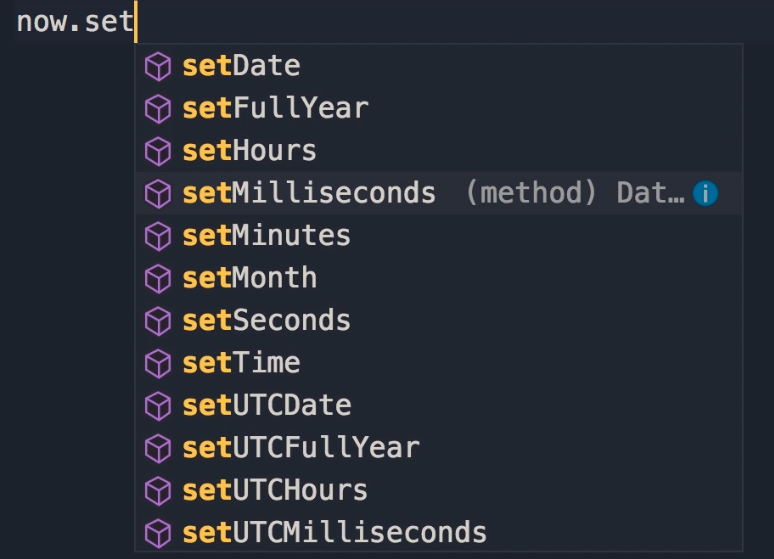 now.set
setDate
setFullYear
setHours
setMilliseconds (method) Dat…
setMinutes
setMonth
setSeconds
setTime
setUTCDate
setUTCFullYear
setUTCHours
setUTCMilliseconds